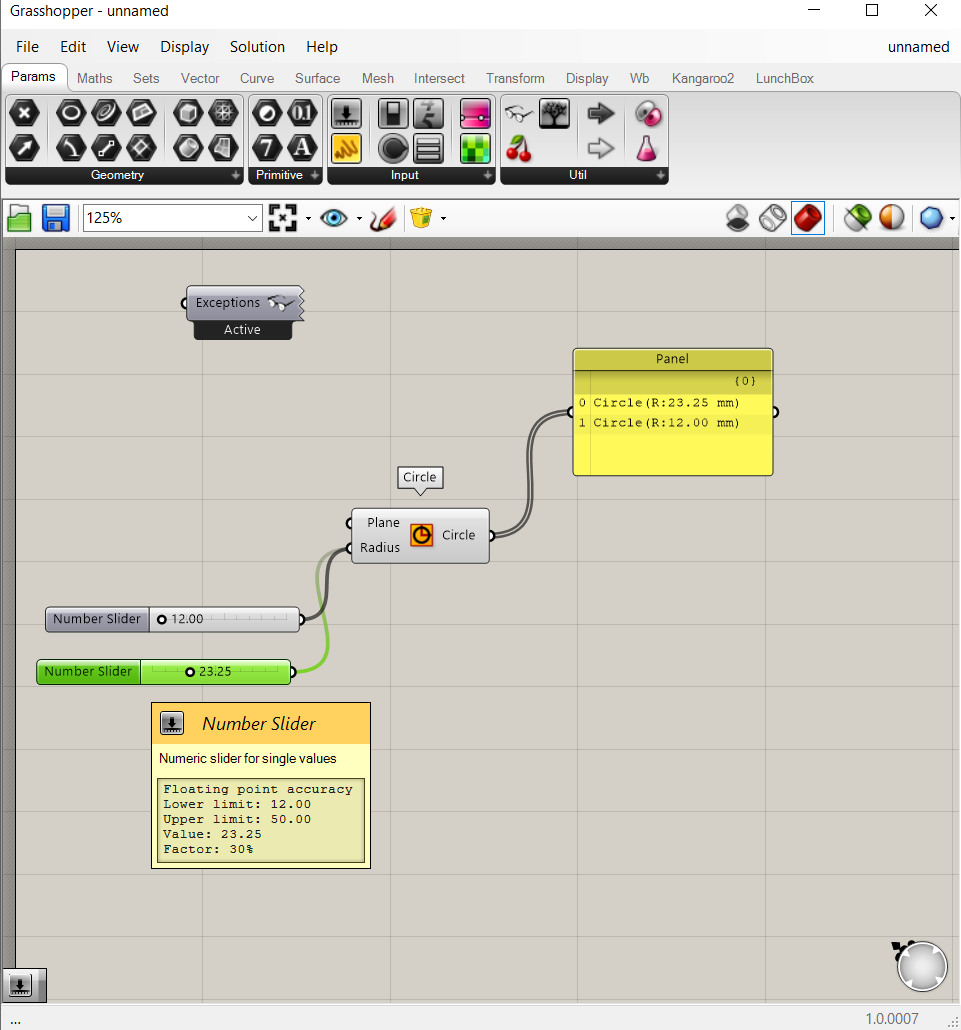 Grasshopper - unnamed
File Edit View Display Solution Help unnamed
Params Maths Sets Vector Curve Surface Mesh Intersect Transform Display Wb Kangaroo2 LunchBox
0.1
7 A
Geometry Primitive Input Util
125%
Exceptions
Active
Panel
{0}
0 Circle(R:23.25 mm)
1 Circle(R:12.00 mm)
Circle
Plane
Radius
Circle
Number Slider 12.00
Number Slider 23.25
Number Slider
Numeric slider for single values
Floating point accuracy
Lower limit: 12.00
Upper limit: 50.00
Value: 23.25
Factor: 30%
...
1.0.0007